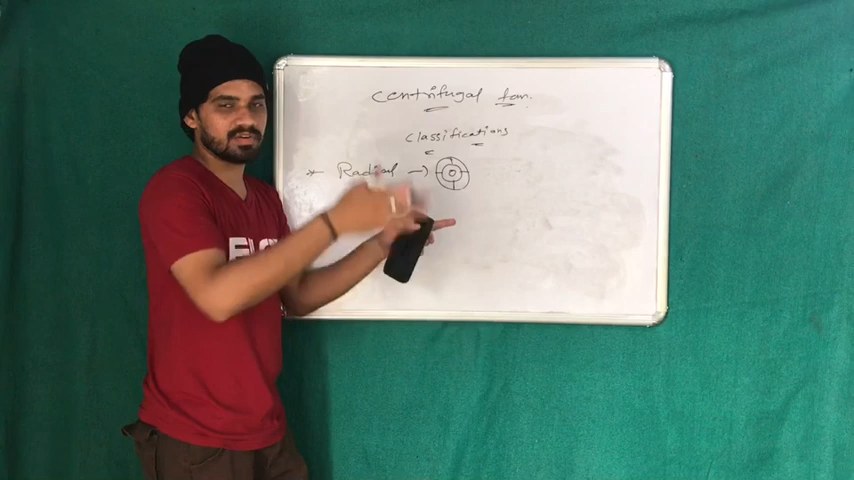 Centrifugal fan.
Classifications
* Radial →